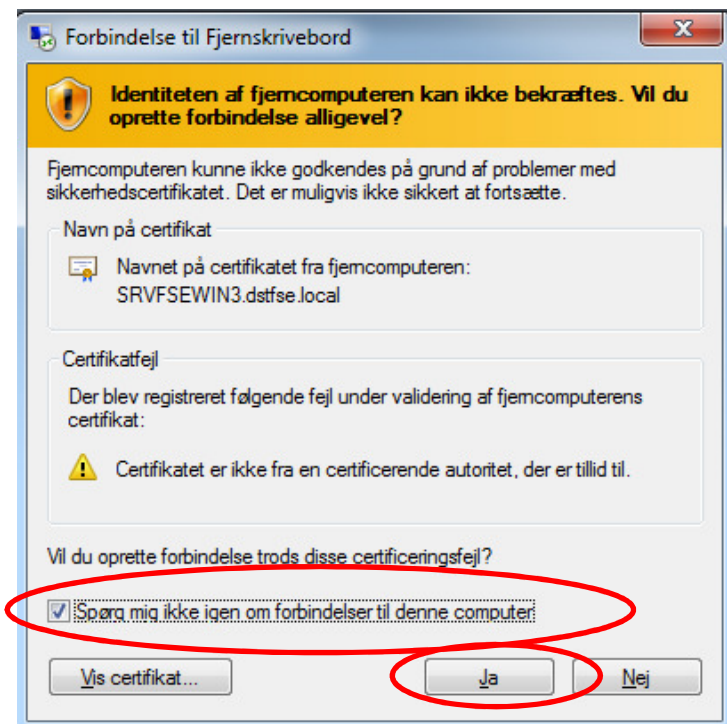 Forbindelse til Fjernskrivebord
Identiteten af fjerncomputeren kan ikke bekræftes. Vil du
oprette forbindelse alligevel?
Fjerncomputeren kunne ikke godkendes på grund af problemer med
sikkerhedscertifikatet. Det er muligvis ikke sikkert at fortsætte.
Navn på certifikat
Navnet på certifikatet fra fjerncomputeren:
SRVFSEWIN3.dstfse.local
Certifikatfejl
Der blev registreret følgende fejl under validering af fjerncomputerens
certifikat:
Certifikatet er ikke fra en certificerende autoritet, der er tillid til.
Vil du oprette forbindelse trods disse certificeringsfejl?
Spørg mig ikke igen om forbindelser til denne computer
Vis certifikat...
Ja
Nej